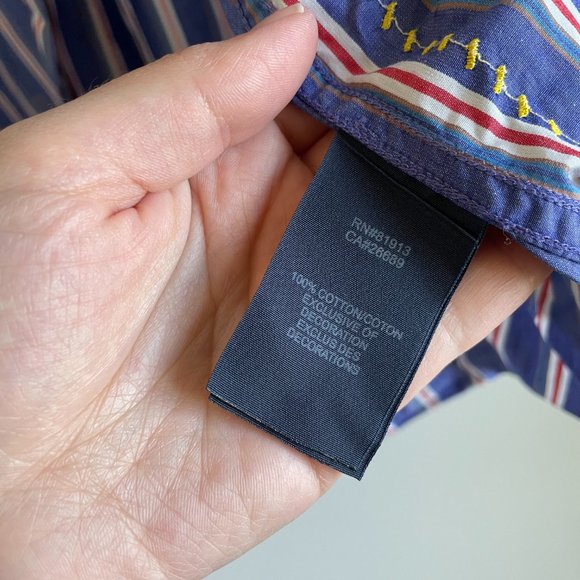 RN#81913
CA#26689
100% COTTON/COTON
EXCLUSIVE OF
DECORATION
EXCLUS DES
DECORATIONS